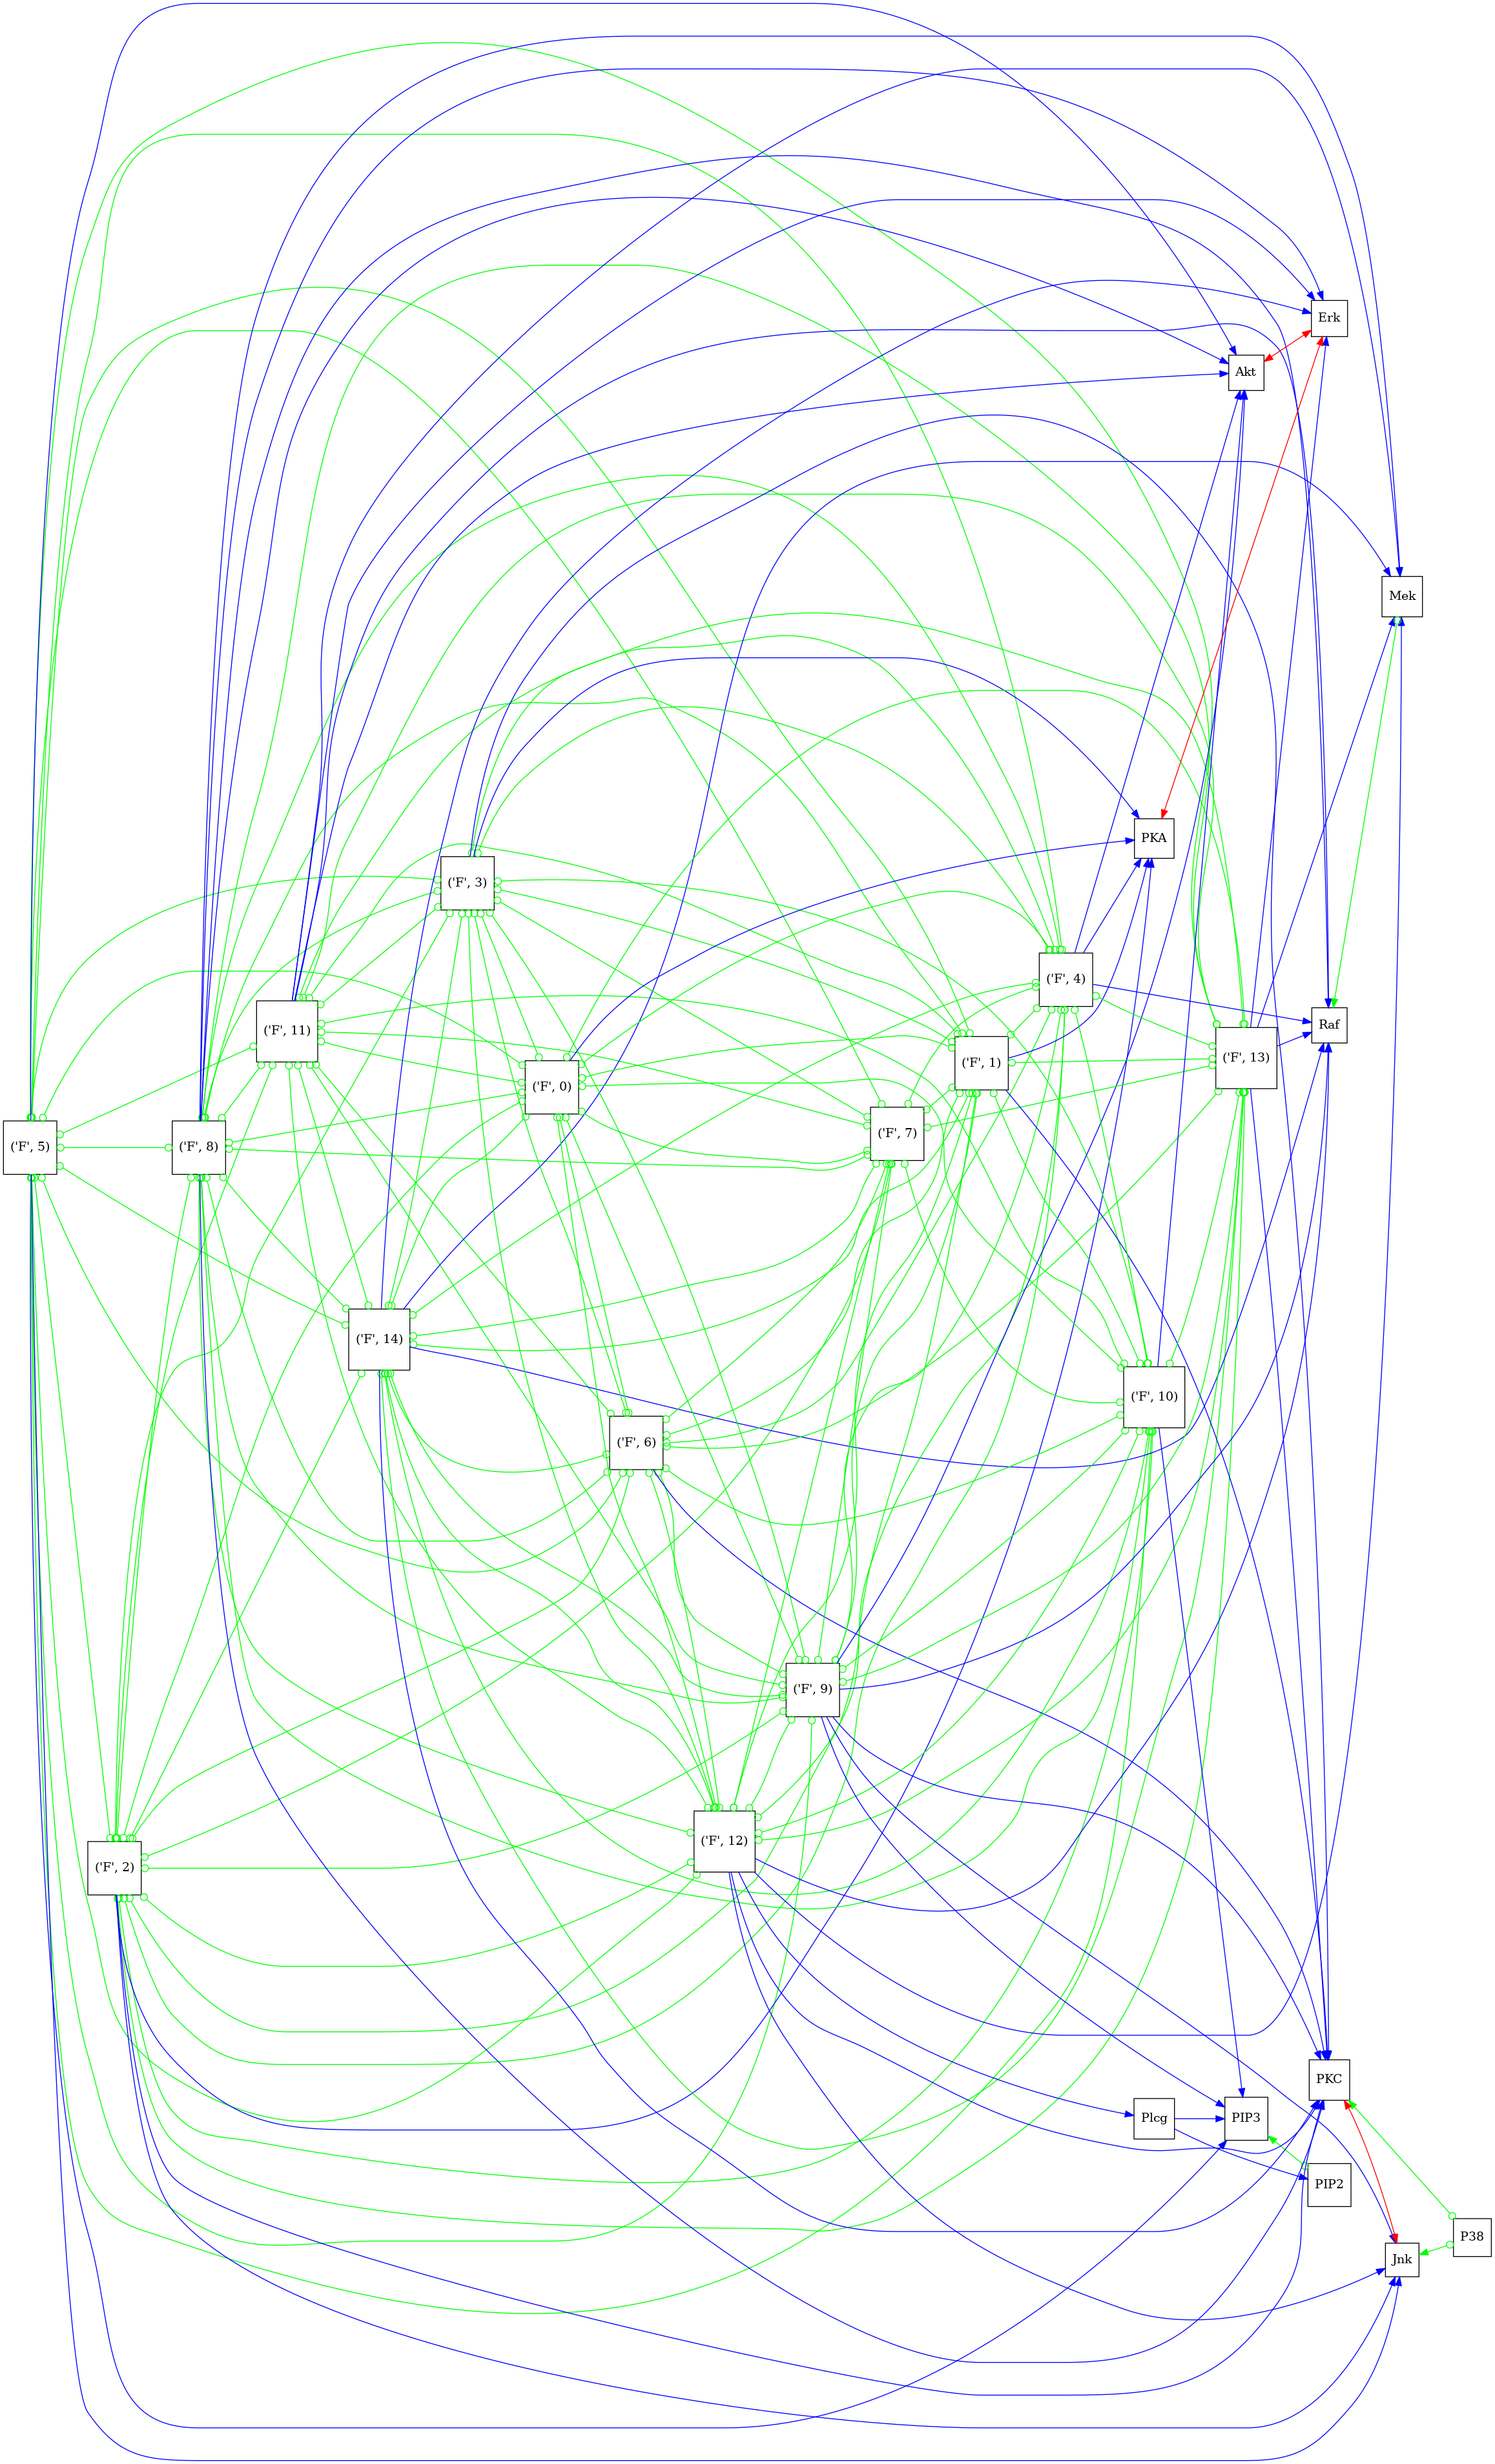 Erk
Akt
Mek
PKA
('F', 3)
('F', 4)
('F', 11)
Raf
('F', 0)
('F', 1)
('F', 13)
('F', 7)
('F', 5)
('F', 8)
('F', 14)
('F', 10)
('F', 6)
('F', 9)
('F', 12)
('F', 2)
PKC
Plcg
PIP3
PIP2
P38
Jnk